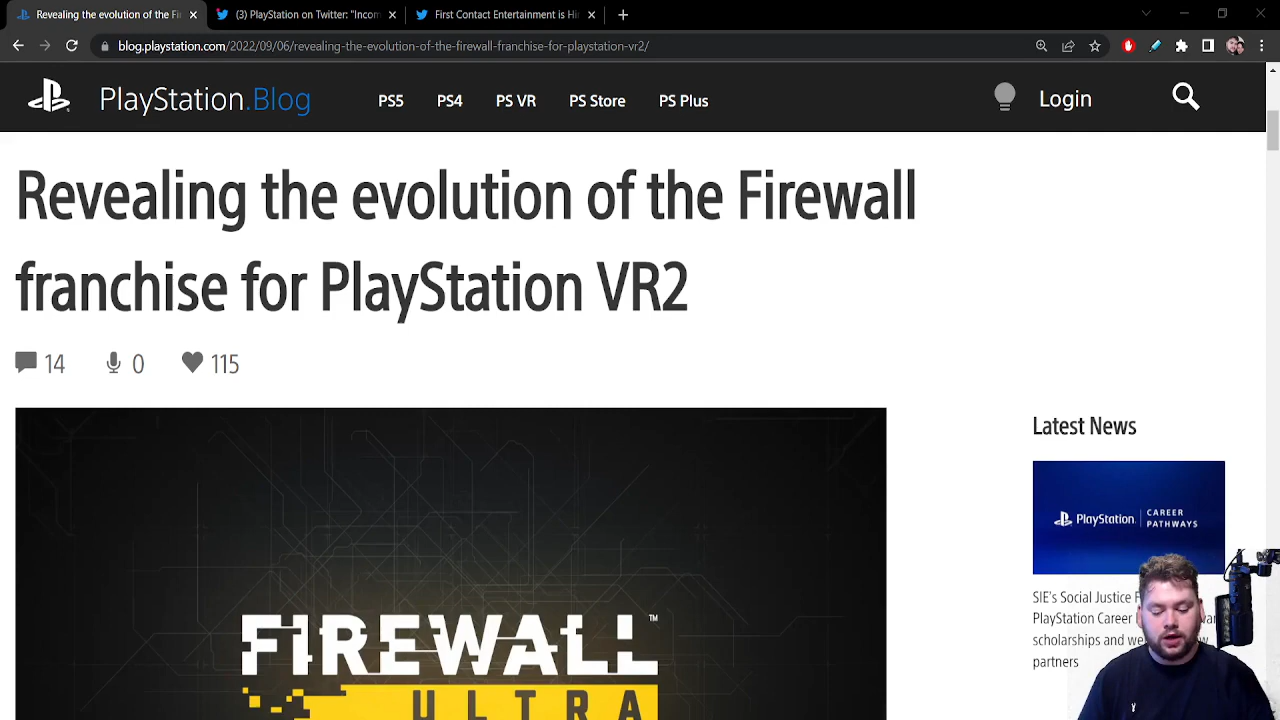 Revealing the evolution of the Fi
(3) PlayStation on Twitter: "Incom
First Contact Entertainment is Hi
blog.playstation.com/2022/09/06/revealing-the-evolution-of-the-firewall-franchise-for-playstation-vr2/
PlayStation.Blog
PS5
PS4
PS VR
PS Store
PS Plus
Login
Revealing the evolution of the Firewall
franchise for PlayStation VR2
14
0
115
FIREWALL™
ULTRA
Latest News
PlayStation
CAREER
PATHWAYS
SIE's Social Justice
PlayStation Career
scholarships and
partners